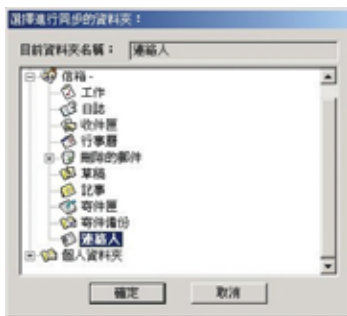 選擇進行同步的資料夾：
目前資料夾名稱： 連絡人
信箱 -
工作
日誌
收件匣
行事曆
刪除的郵件
草稿
記事
寄件匣
寄件備份
連絡人
個人資料夾
確定 取消